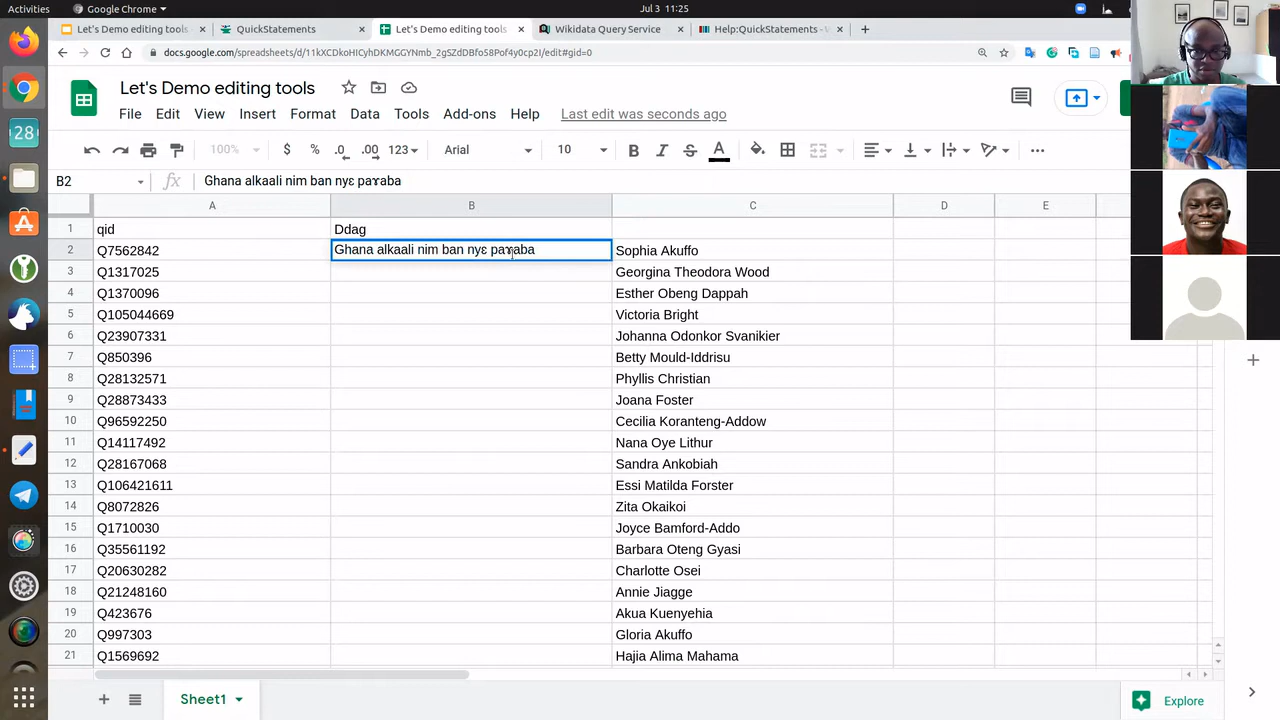 Activities
Google Chrome
Jul 3 11:25
Let's Demo editing tools
QuickStatements
Let's Demo editing tools
Wikidata Query Service
Help:QuickStatements -
docs.google.com/spreadsheets/d/11kXCDkoHICyhDKMGGYNmb_2gSZdDBfoS8Pof4y0cp2I/edit#gid=0
Let's Demo editing tools
File Edit View Insert Format Data Tools Add-ons Help Last edit was seconds ago
100% $ % .0 .00 123 Arial 10 B I S A
B2 fx Ghana alkaali nim ban nyɛ paɤaba
A B C D E
1 qid Ddag
2 Q7562842 Ghana alkaali nim ban nyɛ paɤaba Sophia Akuffo
3 Q1317025 Georgina Theodora Wood
4 Q1370096 Esther Obeng Dappah
5 Q105044669 Victoria Bright
6 Q23907331 Johanna Odonkor Svanikier
7 Q850396 Betty Mould-Iddrisu
8 Q28132571 Phyllis Christian
9 Q28873433 Joana Foster
10 Q96592250 Cecilia Koranteng-Addow
11 Q14117492 Nana Oye Lithur
12 Q28167068 Sandra Ankobiah
13 Q106421611 Essi Matilda Forster
14 Q8072826 Zita Okaikoi
15 Q1710030 Joyce Bamford-Addo
16 Q35561192 Barbara Oteng Gyasi
17 Q20630282 Charlotte Osei
18 Q21248160 Annie Jiagge
19 Q423676 Akua Kuenyehia
20 Q997303 Gloria Akuffo
21 Q1569692 Hajia Alima Mahama
Sheet1
Explore
28